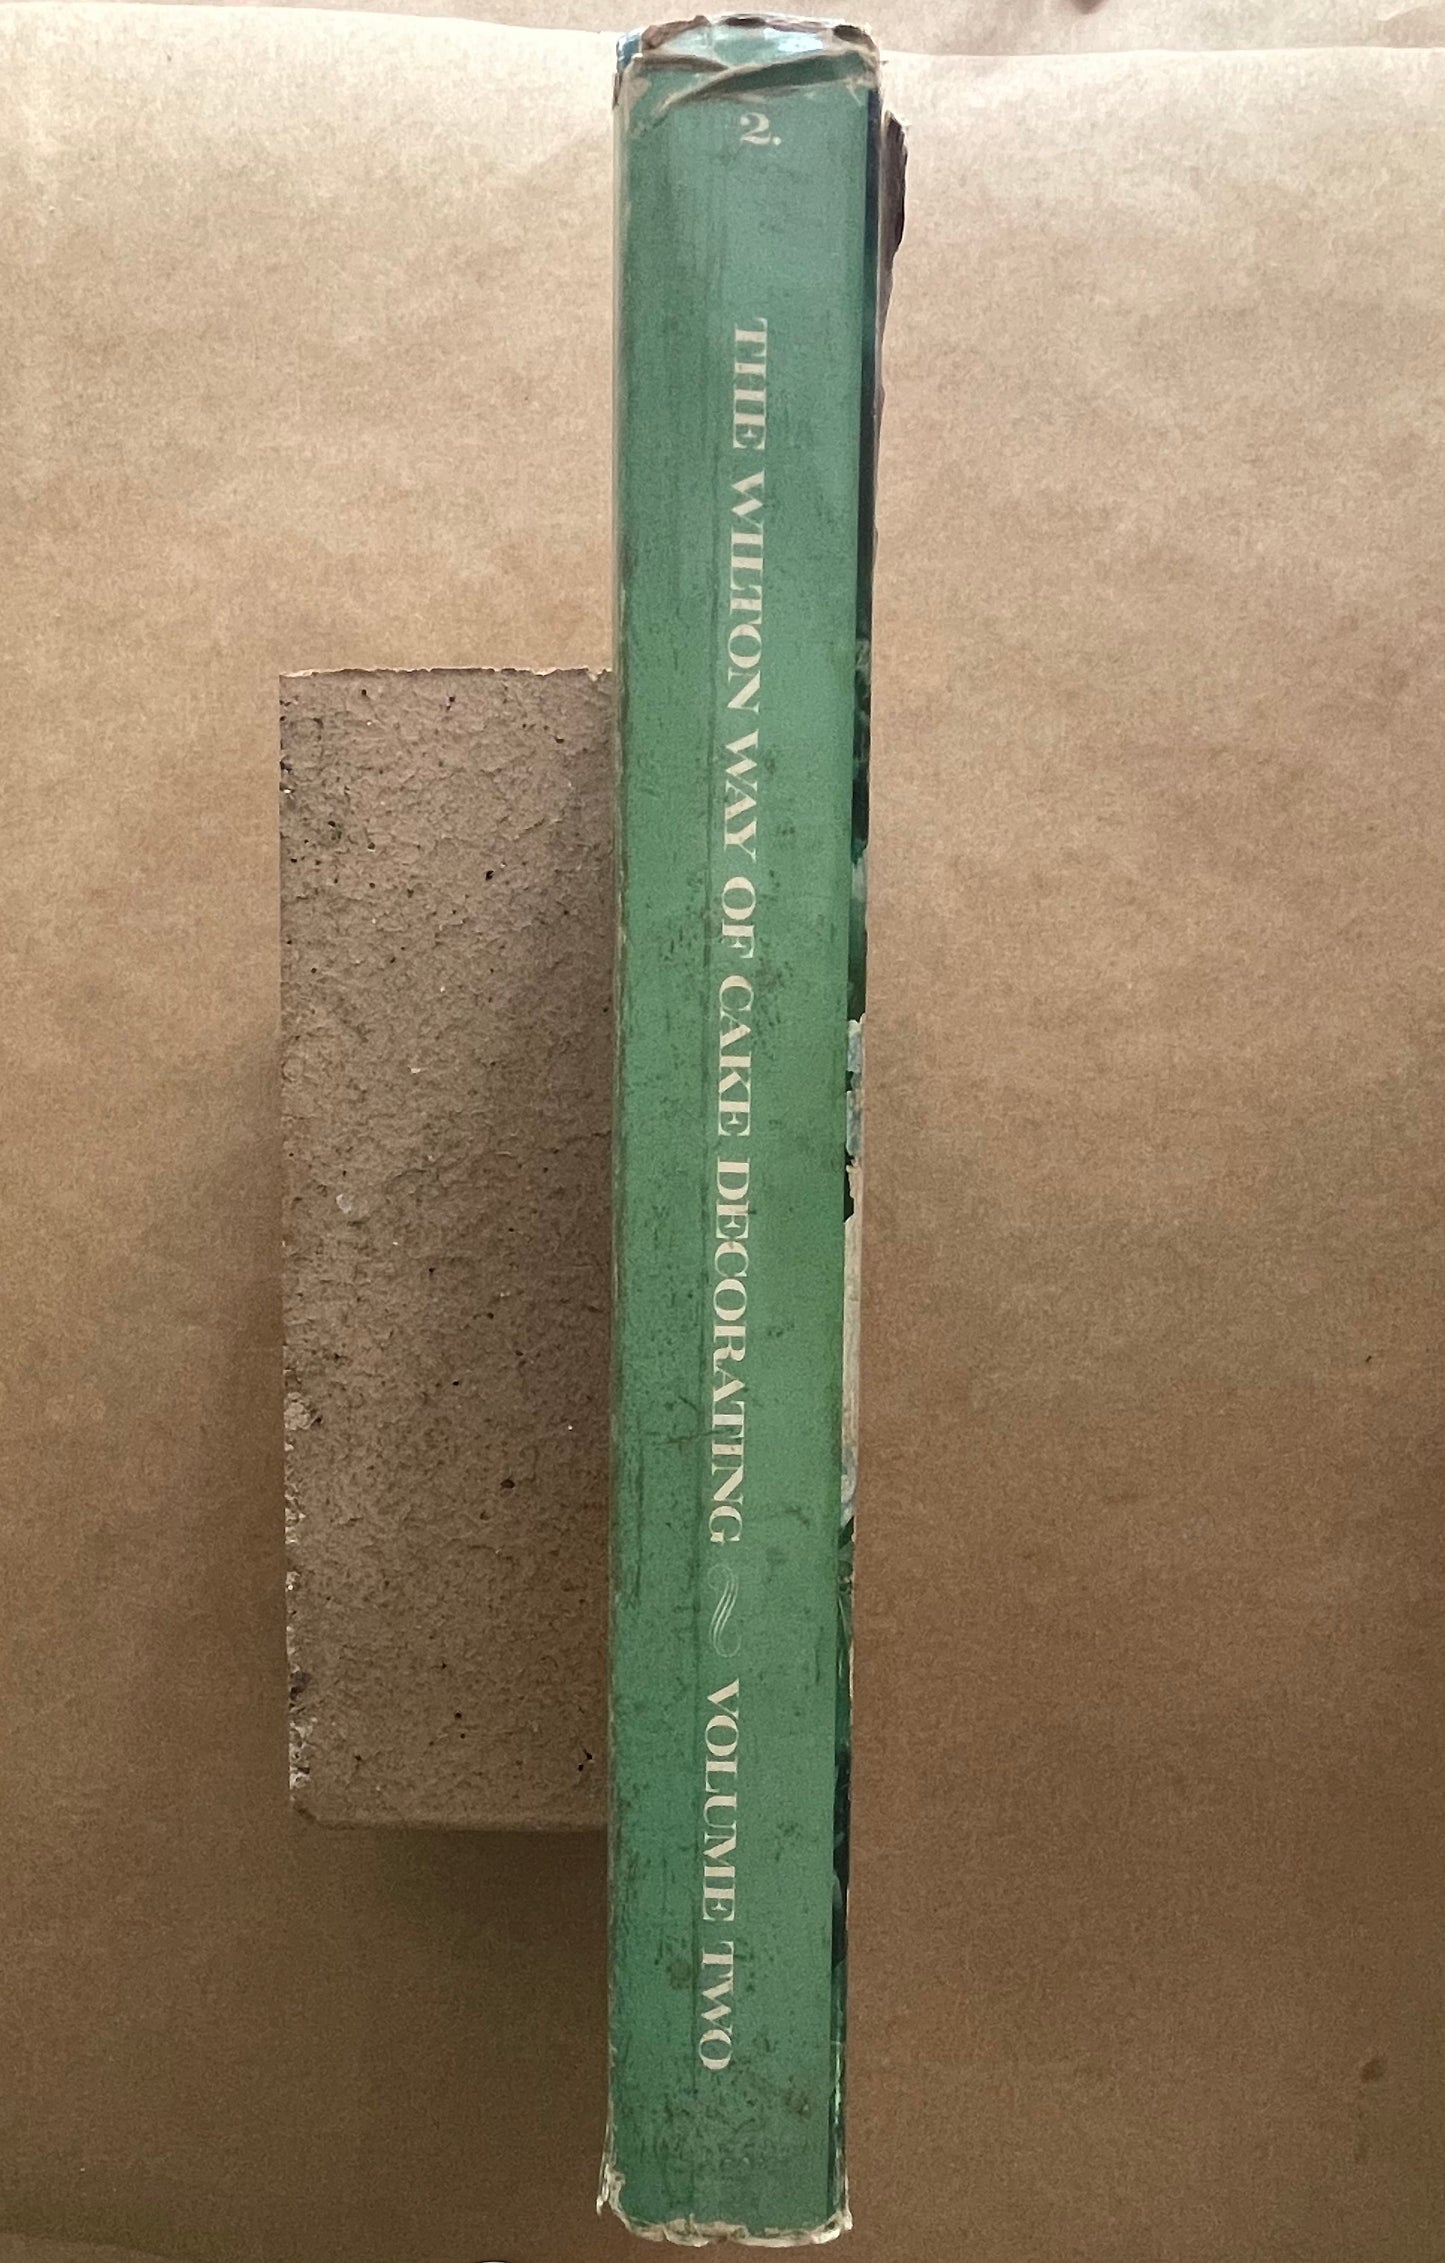 2.
THE WILTON WAY OF CAKE DECORATING VOLUME TWO